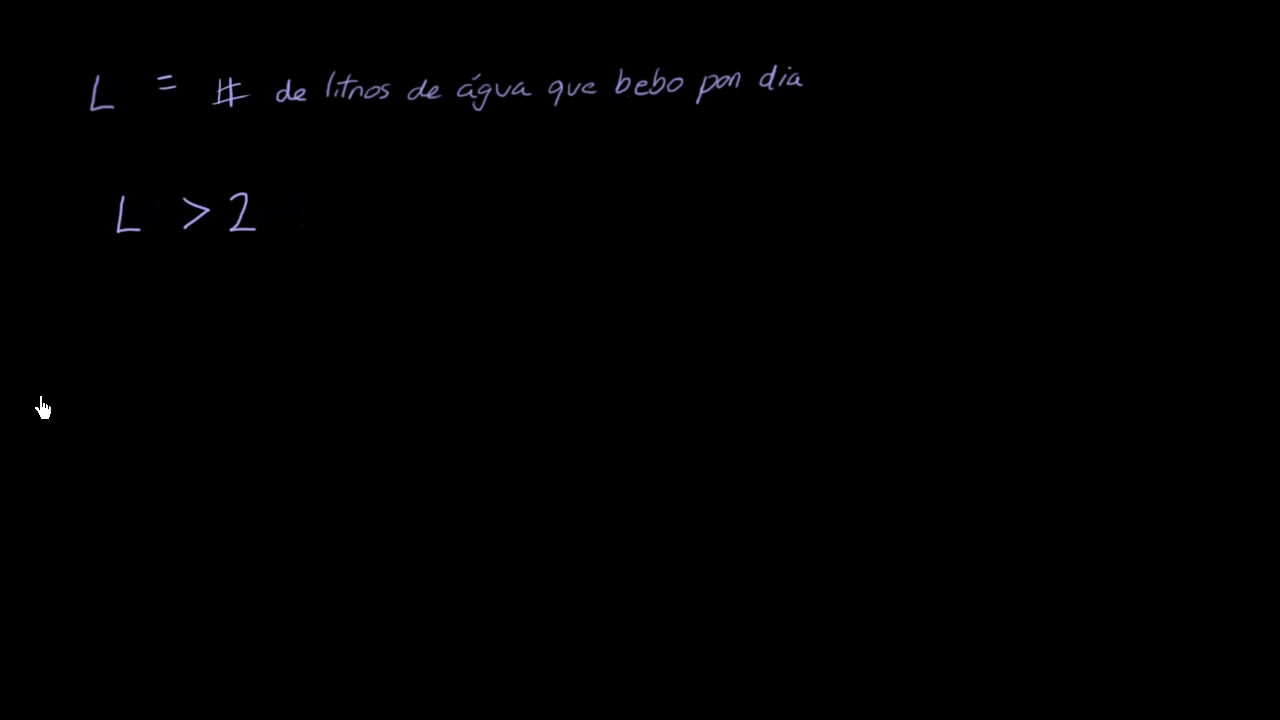 L = # de litros de água que bebo por dia
L > 2